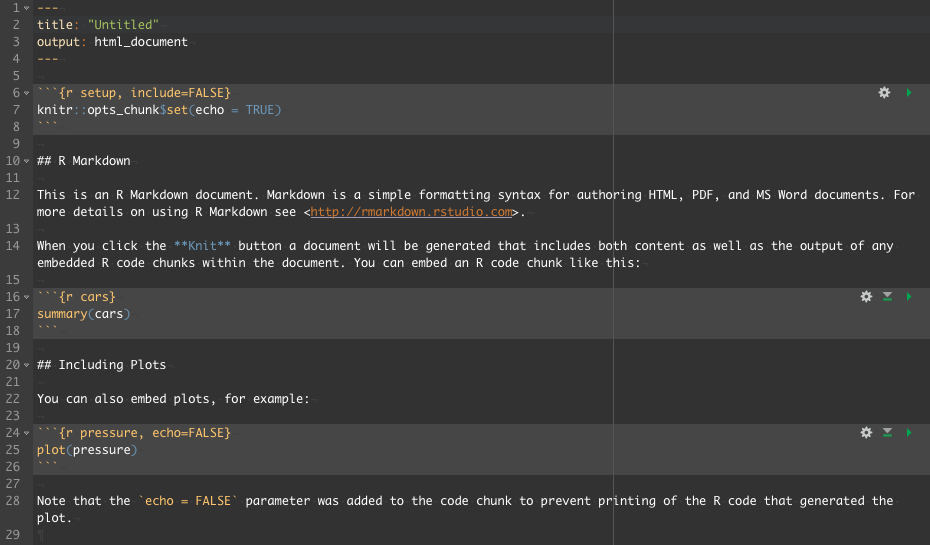 1 ---
2 title: "Untitled"
3 output: html_document
4 ---
5
6 ```{r setup, include=FALSE}
7 knitr::opts_chunk$set(echo = TRUE)
8 ```
9
10 ## R Markdown
11
12 This is an R Markdown document. Markdown is a simple formatting syntax for authoring HTML, PDF, and MS Word documents. For
more details on using R Markdown see <http://rmarkdown.rstudio.com>.
13
14 When you click the **Knit** button a document will be generated that includes both content as well as the output of any
embedded R code chunks within the document. You can embed an R code chunk like this:
15
16 ```{r cars}
17 summary(cars)
18 ```
19
20 ## Including Plots
21
22 You can also embed plots, for example:
23
24 ```{r pressure, echo=FALSE}
25 plot(pressure)
26 ```
27
28 Note that the `echo = FALSE` parameter was added to the code chunk to prevent printing of the R code that generated the
plot.
29